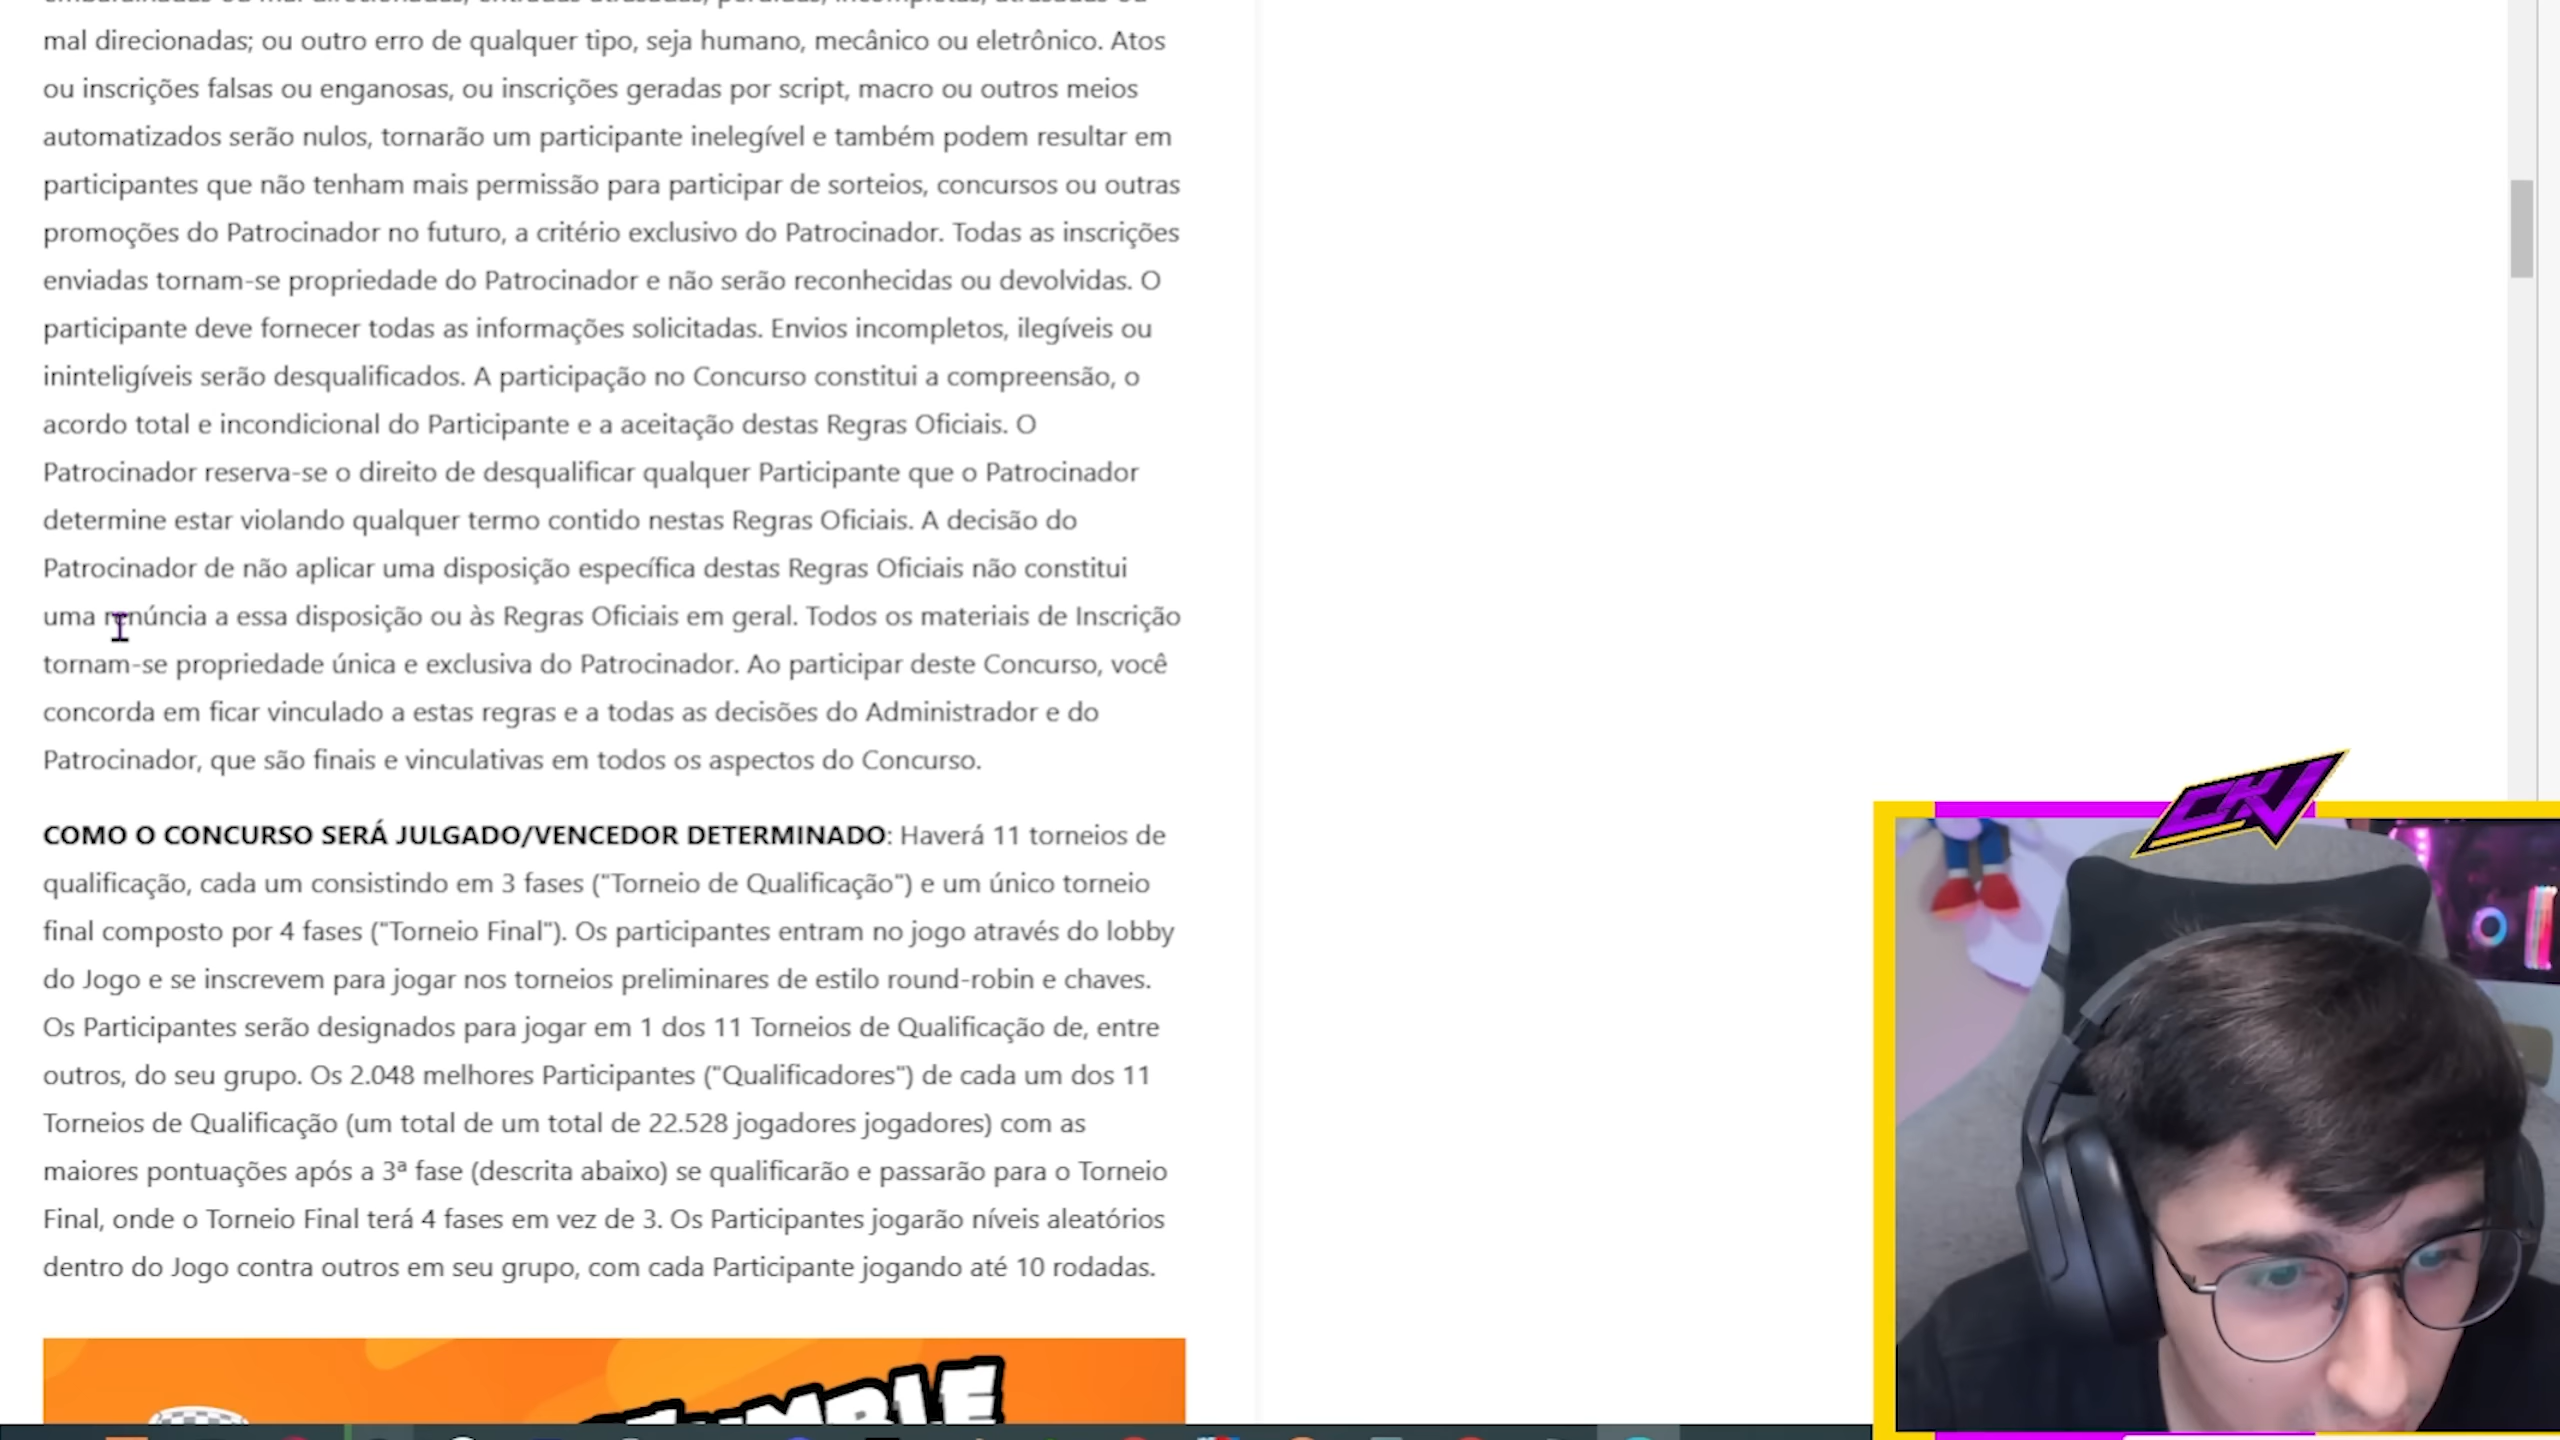 mal direcionadas; ou outro erro de qualquer tipo, seja humano, mecânico ou eletrônico. Atos
ou inscrições falsas ou enganosas, ou inscrições geradas por script, macro ou outros meios
automatizados serão nulos, tornarão um participante inelegível e também podem resultar em
participantes que não tenham mais permissão para participar de sorteios, concursos ou outras
promoções do Patrocinador no futuro, a critério exclusivo do Patrocinador. Todas as inscrições
enviadas tornam-se propriedade do Patrocinador e não serão reconhecidas ou devolvidas. O
participante deve fornecer todas as informações solicitadas. Envios incompletos, ilegíveis ou
ininteligíveis serão desqualificados. A participação no Concurso constitui a compreensão, o
acordo total e incondicional do Participante e a aceitação destas Regras Oficiais. O
Patrocinador reserva-se o direito de desqualificar qualquer Participante que o Patrocinador
determine estar violando qualquer termo contido nestas Regras Oficiais. A decisão do
Patrocinador de não aplicar uma disposição específica destas Regras Oficiais não constitui
uma renúncia a essa disposição ou às Regras Oficiais em geral. Todos os materiais de Inscrição
tornam-se propriedade única e exclusiva do Patrocinador. Ao participar deste Concurso, você
concorda em ficar vinculado a estas regras e a todas as decisões do Administrador e do
Patrocinador, que são finais e vinculativas em todos os aspectos do Concurso.
COMO O CONCURSO SERÁ JULGADO/VENCEDOR DETERMINADO: Haverá 11 torneios de
qualificação, cada um consistindo em 3 fases ("Torneio de Qualificação") e um único torneio
final composto por 4 fases ("Torneio Final"). Os participantes entram no jogo através do lobby
do Jogo e se inscrevem para jogar nos torneios preliminares de estilo round-robin e chaves.
Os Participantes serão designados para jogar em 1 dos 11 Torneios de Qualificação de, entre
outros, do seu grupo. Os 2.048 melhores Participantes ("Qualificadores") de cada um dos 11
Torneios de Qualificação (um total de um total de 22.528 jogadores jogadores) com as
maiores pontuações após a 3ª fase (descrita abaixo) se qualificarão e passarão para o Torneio
Final, onde o Torneio Final terá 4 fases em vez de 3. Os Participantes jogarão níveis aleatórios
dentro do Jogo contra outros em seu grupo, com cada Participante jogando até 10 rodadas.